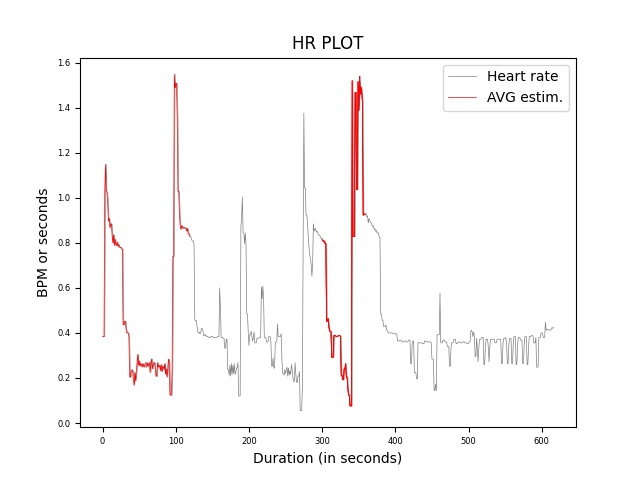 HR PLOT
Heart rate
AVG estim.
1.6
1.4
1.2
1.0
0.8
0.6
0.4
0.2
0.0
BPM or seconds
0 100 200 300 400 500 600
Duration (in seconds)